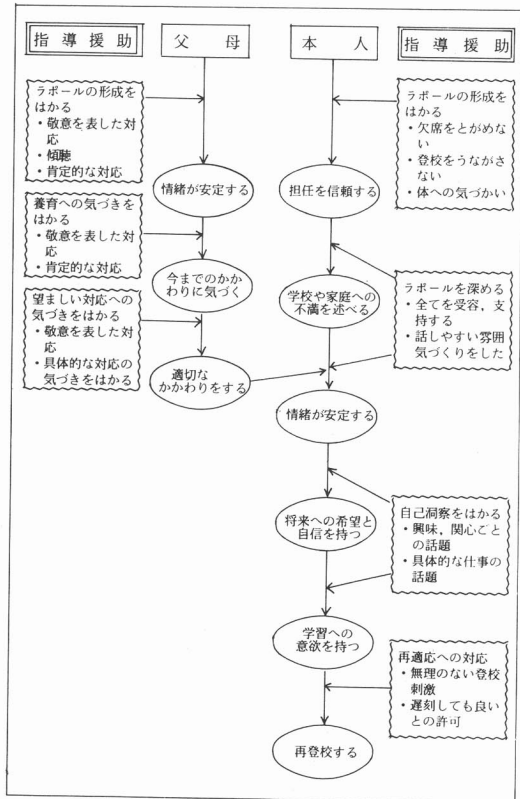 指導援助
父母
本人
指導援助
ラポールの形成を
はかる
・敬意を表した対
応
・傾聴
・肯定的な対応
養育への気づきを
はかる
・敬意を表した対
応
・肯定的な対応
望ましい対応への
気づきをはかる
・敬意を表した対
応
・具体的な対応の
気づきをはかる
情緒が安定する
今までのかか
わりに気づく
適切な
かかわりをする
担任を信頼する
学校や家庭への
不満を述べる
情緒が安定する
将来への希望と
自信を持つ
学習への
意欲を持つ
再登校する
ラポールの形成を
はかる
・欠席をとがめな
い
・登校をうながさ
ない
・体への気づかい
ラポールを深める
・全てを受容,支
持する
・話しやすい雰囲
気づくりをした
自己洞察をはかる
・興味,関心ごと
の話題
・具体的な仕事の
話題
再適応への対応
・無理のない登校
刺激
・遅刻しても良い
との許可